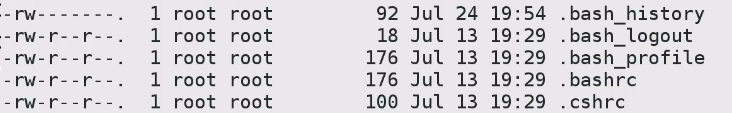 -rw-------. 1 root root 92 Jul 24 19:54 .bash_history
-rw-r--r--. 1 root root 18 Jul 13 19:29 .bash_logout
-rw-r--r--. 1 root root 176 Jul 13 19:29 .bash_profile
-rw-r--r--. 1 root root 176 Jul 13 19:29 .bashrc
-rw-r--r--. 1 root root 100 Jul 13 19:29 .cshrc